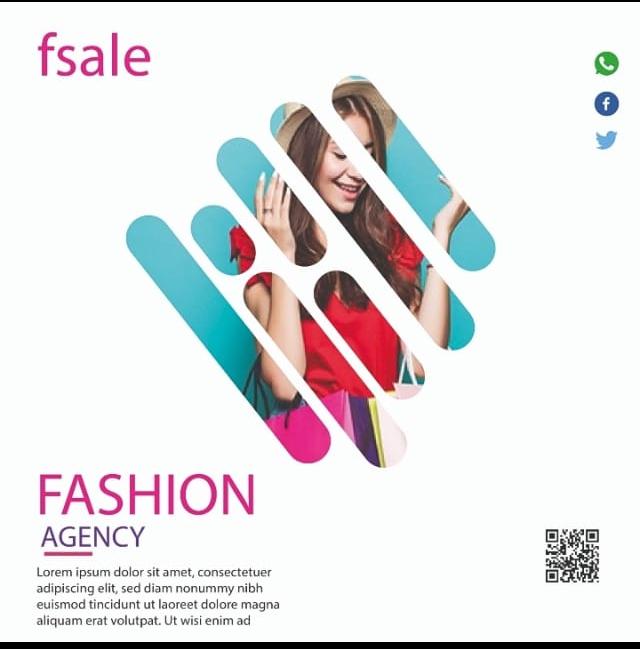 fsale
FASHION
AGENCY
Lorem ipsum dolor sit amet, consectetuer
adipiscing elit, sed diam nonummy nibh
euismod tincidunt ut laoreet dolore magna
aliquam erat volutpat. Ut wisi enim ad